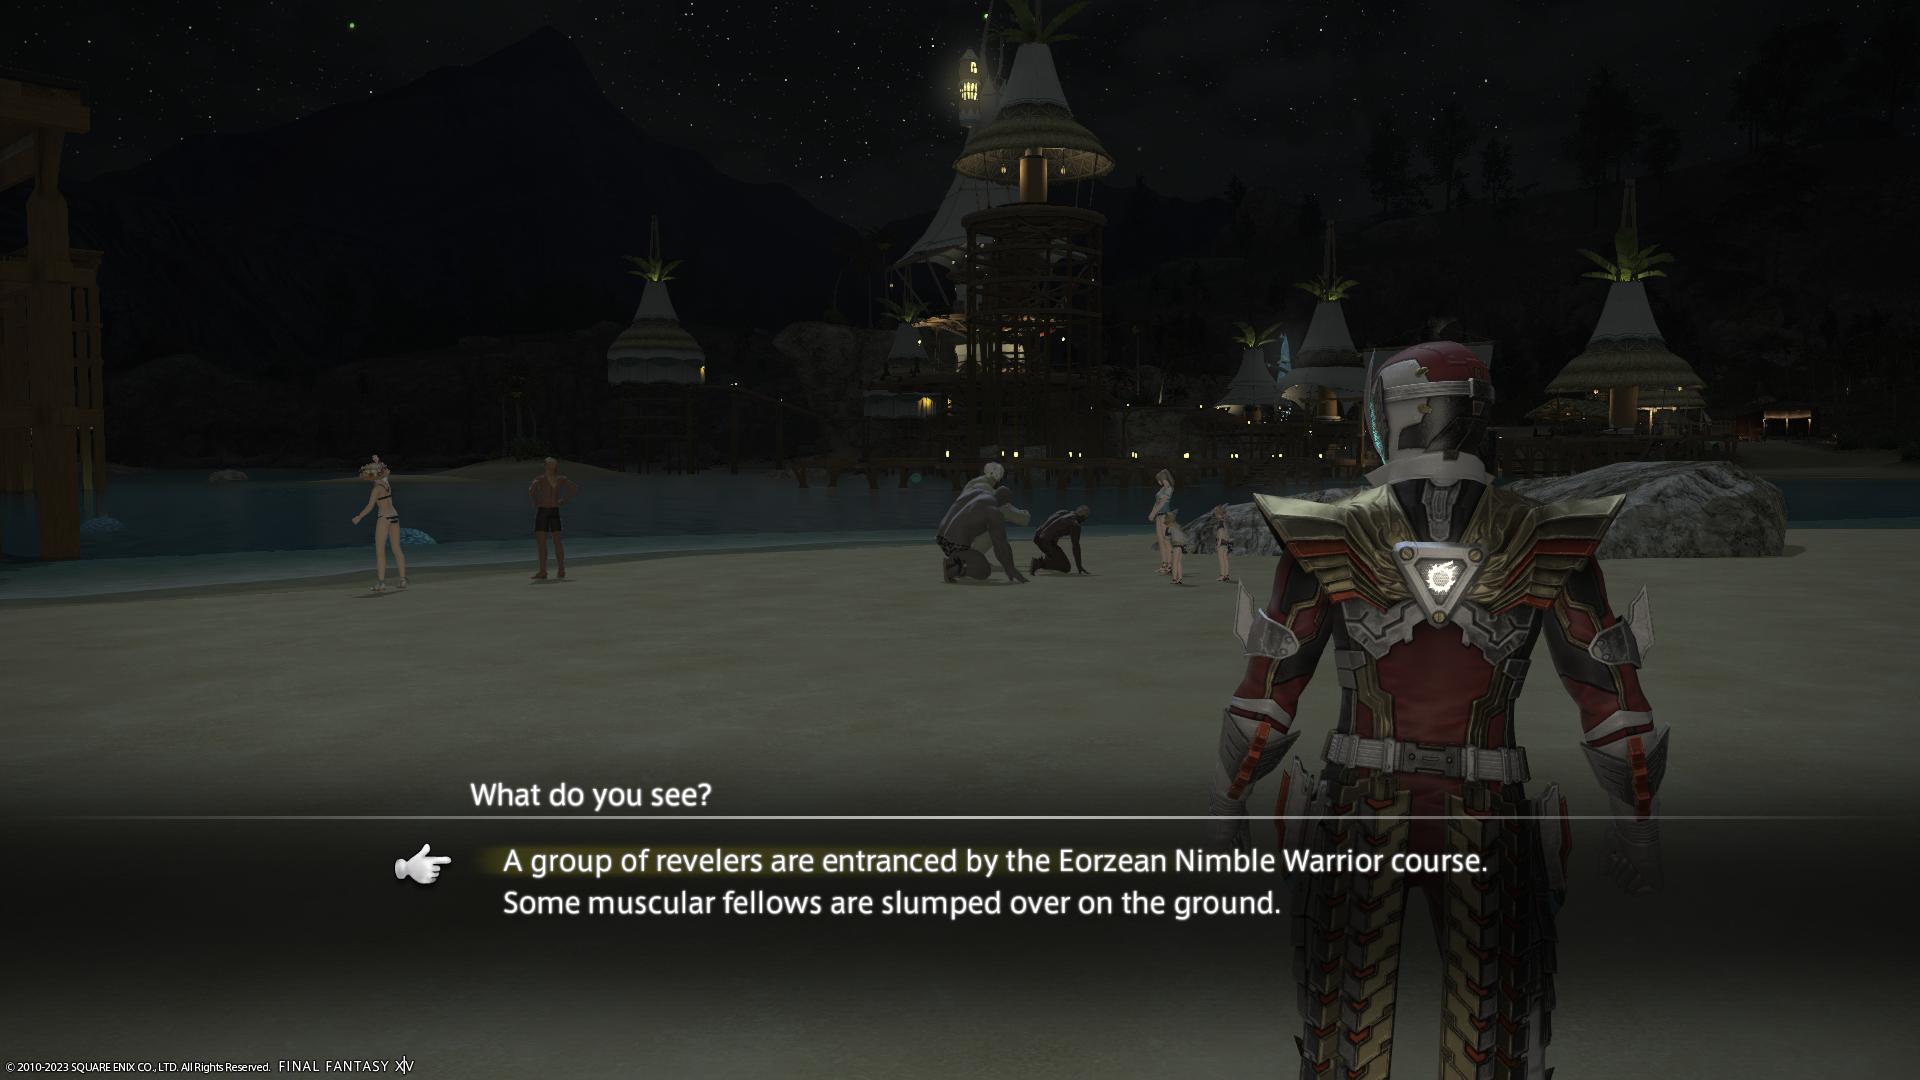 What do you see?
A group of revelers are entranced by the Eorzean Nimble Warrior course.
Some muscular fellows are slumped over on the ground.
© 2010-2023 SQUARE ENIX CO., LTD. All Rights Reserved. FINAL FANTASY XIV